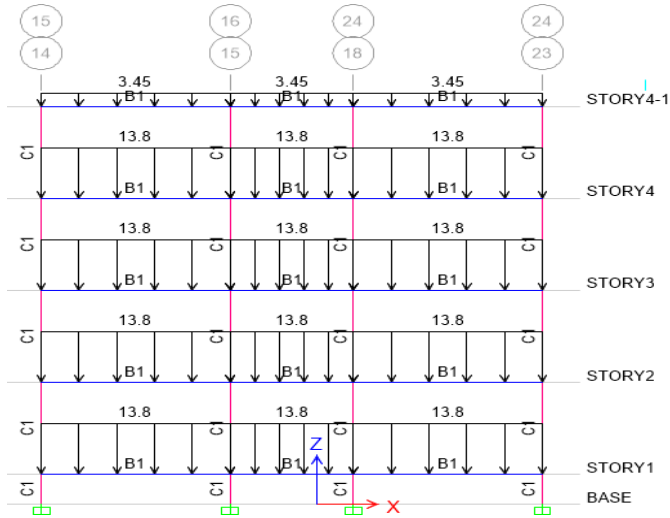 15 16 24 24
14 15 18 23
3.45 3.45 3.45
B1 B1 B1 STORY4-1
13.8 13.8 13.8
C1 C1 C1 C1
B1 B1 B1 STORY4
13.8 13.8 13.8
C1 C1 C1 C1
B1 B1 B1 STORY3
13.8 13.8 13.8
C1 C1 C1 C1
B1 B1 B1 STORY2
13.8 13.8 13.8
C1 C1 C1 C1
Z
B1 B1 B1 STORY1
C1 C1 C1 C1
BASE
X